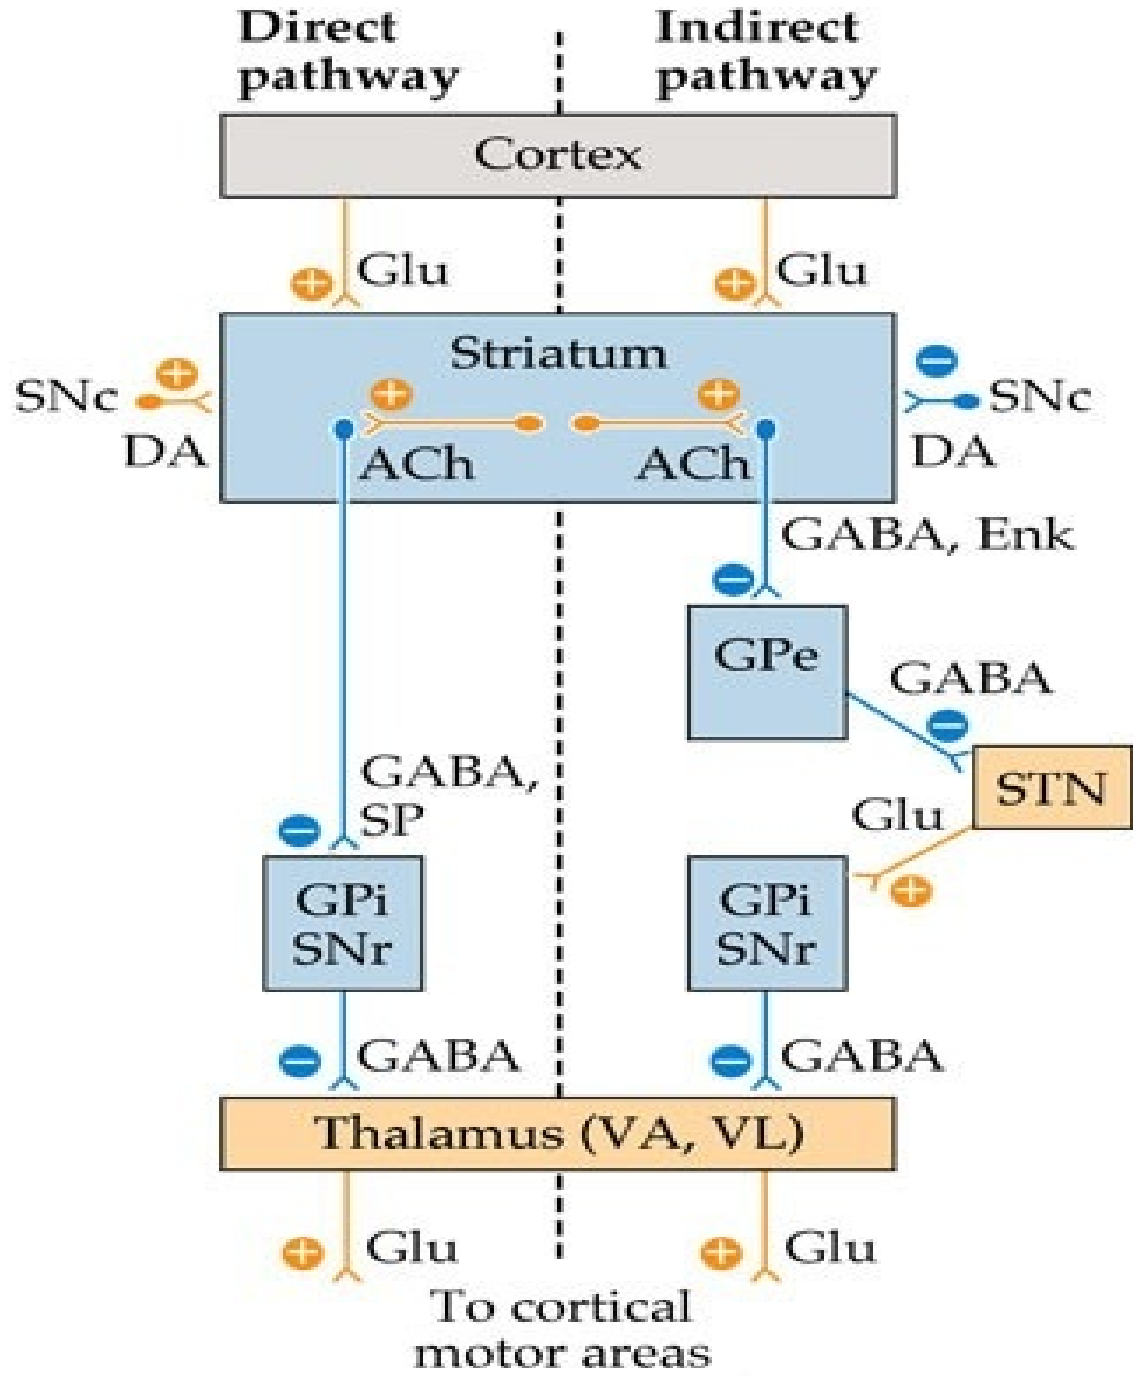 Direct
pathway
Indirect
pathway
Cortex
+ Glu
+ Glu
Striatum
+
−
SNc
DA
+
ACh
+
ACh
SNc
DA
GABA, Enk
−
GPe
GABA
−
STN
Glu
+
GABA,
SP
−
GPi
SNr
GPi
SNr
− GABA
− GABA
Thalamus (VA, VL)
+ Glu
+ Glu
To cortical
motor areas